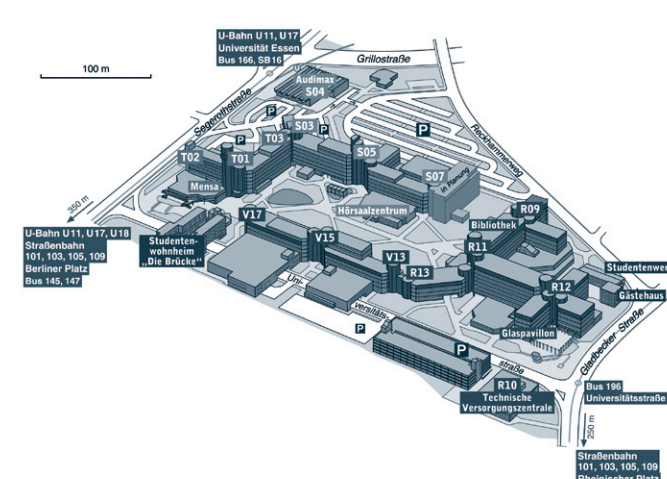 U-Bahn U11, U17
Universität Essen
Bus 166, SB16
100 m
Grillostraße
Segerothstraße
Reckhammerweg
Audimax
S04
P
S03
P
T03
P
P
T02
T01
S05
S07
in Planung
Mensa
350 m
U-Bahn U11, U17, U18
Straßenbahn
101, 103, 105, 109
Berliner Platz
Bus 145, 147
Studenten-
wohnheim
„Die Brücke“
V17
Hörsaalzentrum
Bibliothek
R09
V15
R11
V13
R13
Uni-
versitäts-
straße
Studentenwe
Gästehaus
R12
Glaspavillon
Gladbecker Straße
P
P
R10
Technische
Versorgungszentrale
Bus 196
Universitätsstraße
250 m
Straßenbahn
101, 103, 105, 109
Rheinischer Platz